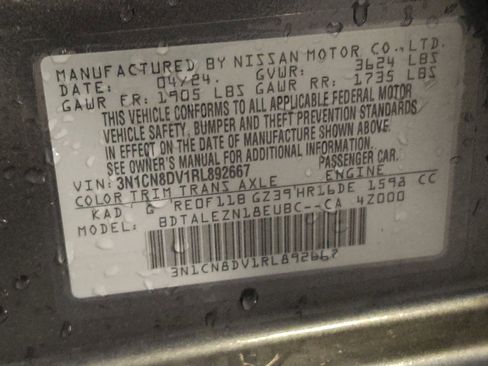 MANUFACTURED BY NISSAN MOTOR CO., LTD.
DATE: 04/24. GVWR: 3624 LBS
GAWR FR: 1905 LBS GAWR RR: 1735 LBS
THIS VEHICLE CONFORMS TO ALL APPLICABLE FEDERAL MOTOR
VEHICLE SAFETY, BUMPER AND THEFT PREVENTION STANDARDS
IN EFFECT ON THE DATE OF MANUFACTURE SHOWN ABOVE.
SEE OWNER'S MANUAL FOR ADDITIONAL INFORMATION.
VIN: 3N1CN8DV1RL892667 PASSENGER CAR.
COLOR TRIM TRANS AXLE ENGINE
KAD G RE0F11B GZ39 HR16DE 1598 CC
MODEL: BDTALEZN18EUBC--CA 4Z000
3N1CN8DV1RL892667